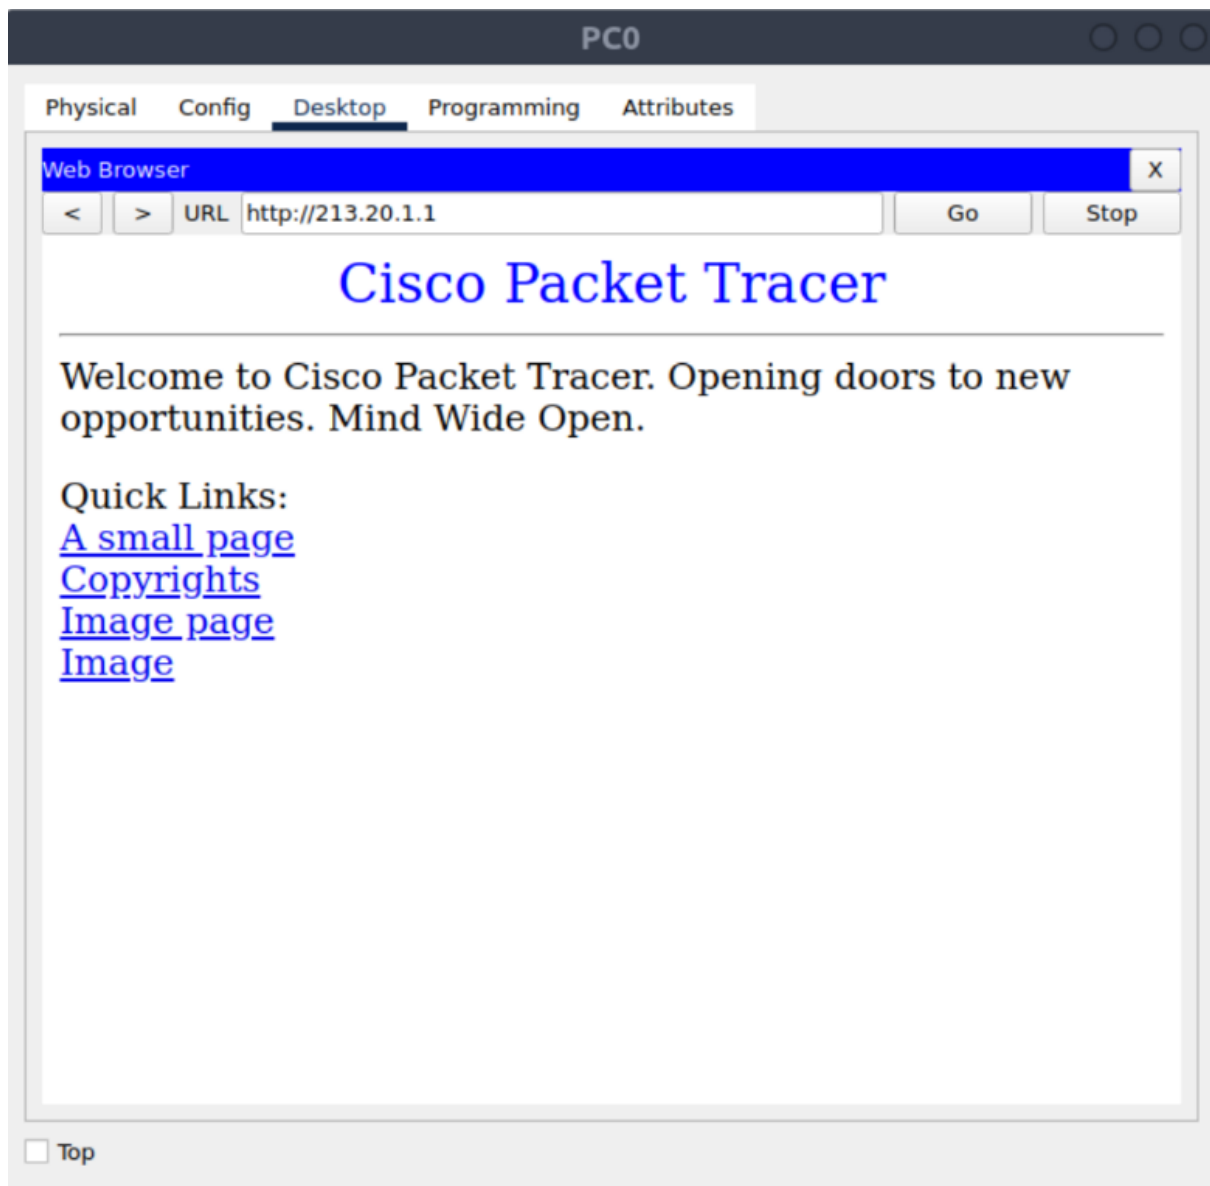 PC0
Physical Config Desktop Programming Attributes
Web Browser X
< > URL http://213.20.1.1 Go Stop
Cisco Packet Tracer
Welcome to Cisco Packet Tracer. Opening doors to new
opportunities. Mind Wide Open.
Quick Links:
A small page
Copyrights
Image page
Image
Top